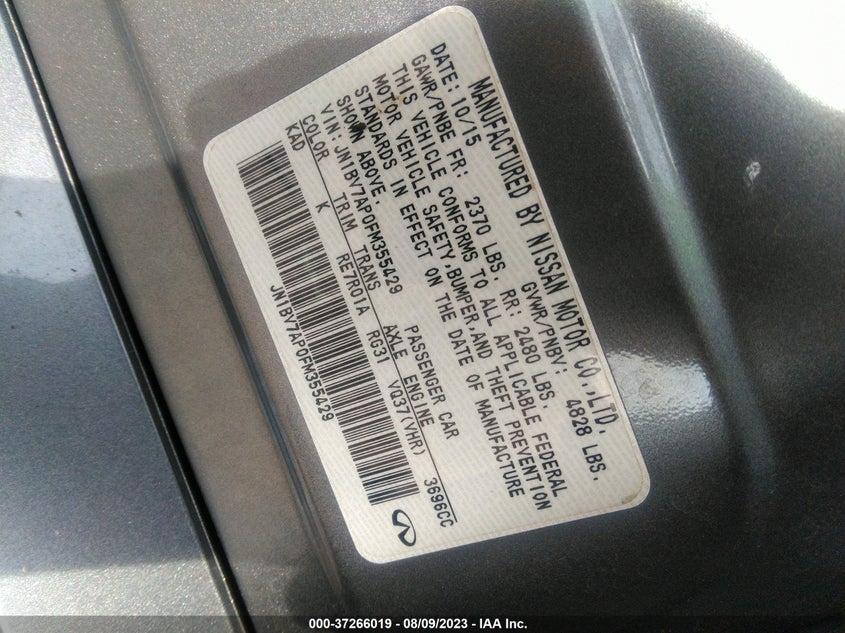 MANUFACTURED BY NISSAN MOTOR CO.,LTD.
DATE: 10/15 GVWR/PNBV: 4828 LBS.
GAWR/PNBE FR: 2370 LBS. RR: 2480 LBS.
THIS VEHICLE CONFORMS TO ALL APPLICABLE FEDERAL
MOTOR VEHICLE SAFETY,BUMPER,AND THEFT PREVENTION
STANDARDS IN EFFECT ON THE DATE OF MANUFACTURE
SHOWN ABOVE.
VIN: JN1BV7AP0FM355429 PASSENGER CAR
COLOR TRIM TRANS AXLE ENGINE
KAD K RE7R01A RG31 VQ37(VHR) 3696CC
JN1BV7AP0FM355429
000-37266019 - 08/09/2023 - IAA Inc.